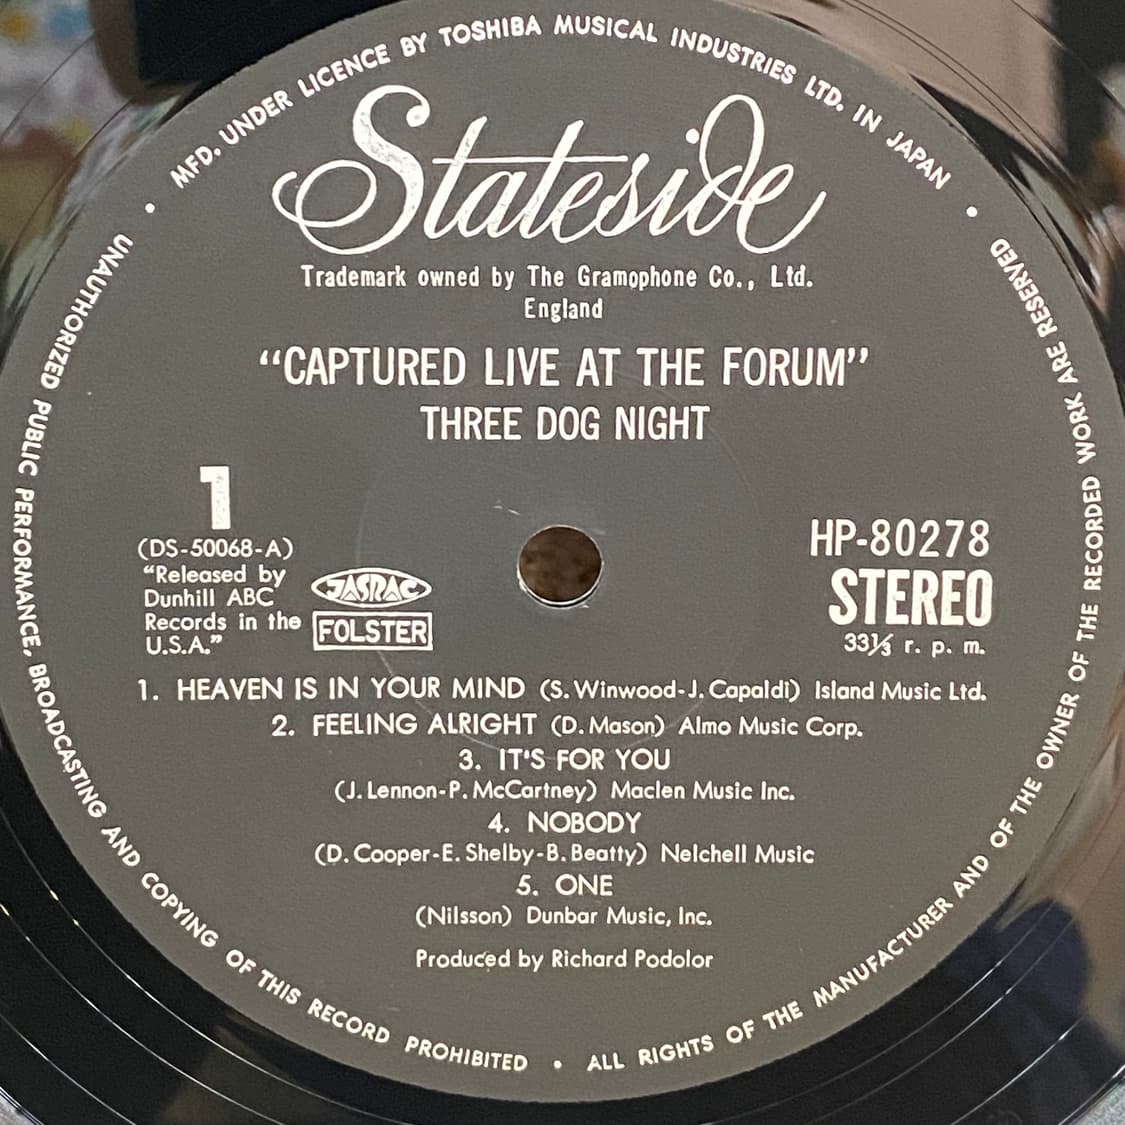 MFD. UNDER LICENCE BY TOSHIBA MUSICAL INDUSTRIES LTD. IN JAPAN
Stateside
Trademark owned by The Gramophone Co., Ltd.
England
“CAPTURED LIVE AT THE FORUM”
THREE DOG NIGHT
1
(DS-50068-A)
“Released by
Dunhill ABC
Records in the
U.S.A.”
JASRAC
FOLSTER
HP-80278
STEREO
33⅓ r. p. m.
1. HEAVEN IS IN YOUR MIND (S. Winwood-J. Capaldi) Island Music Ltd.
2. FEELING ALRIGHT (D. Mason) Almo Music Corp.
3. IT'S FOR YOU
(J. Lennon-P. McCartney) Maclen Music Inc.
4. NOBODY
(D. Cooper-E. Shelby-B. Beatty) Nelchell Music
5. ONE
(Nilsson) Dunbar Music, Inc.
Produced by Richard Podolor
UNAUTHORIZED PUBLIC PERFORMANCE, BROADCASTING AND COPYING OF THIS RECORD PROHIBITED • ALL RIGHTS OF THE MANUFACTURER AND OF THE OWNER OF THE RECORDED WORK ARE RESERVED